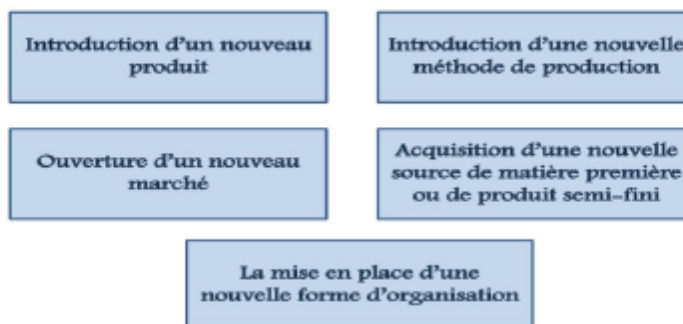 Introduction d'un nouveau
produit
Introduction d'une nouvelle
méthode de production
Ouverture d'un nouveau
marché
Acquisition d'une nouvelle
source de matière première
ou de produit semi-fini
La mise en place d'une
nouvelle forme d'organisation